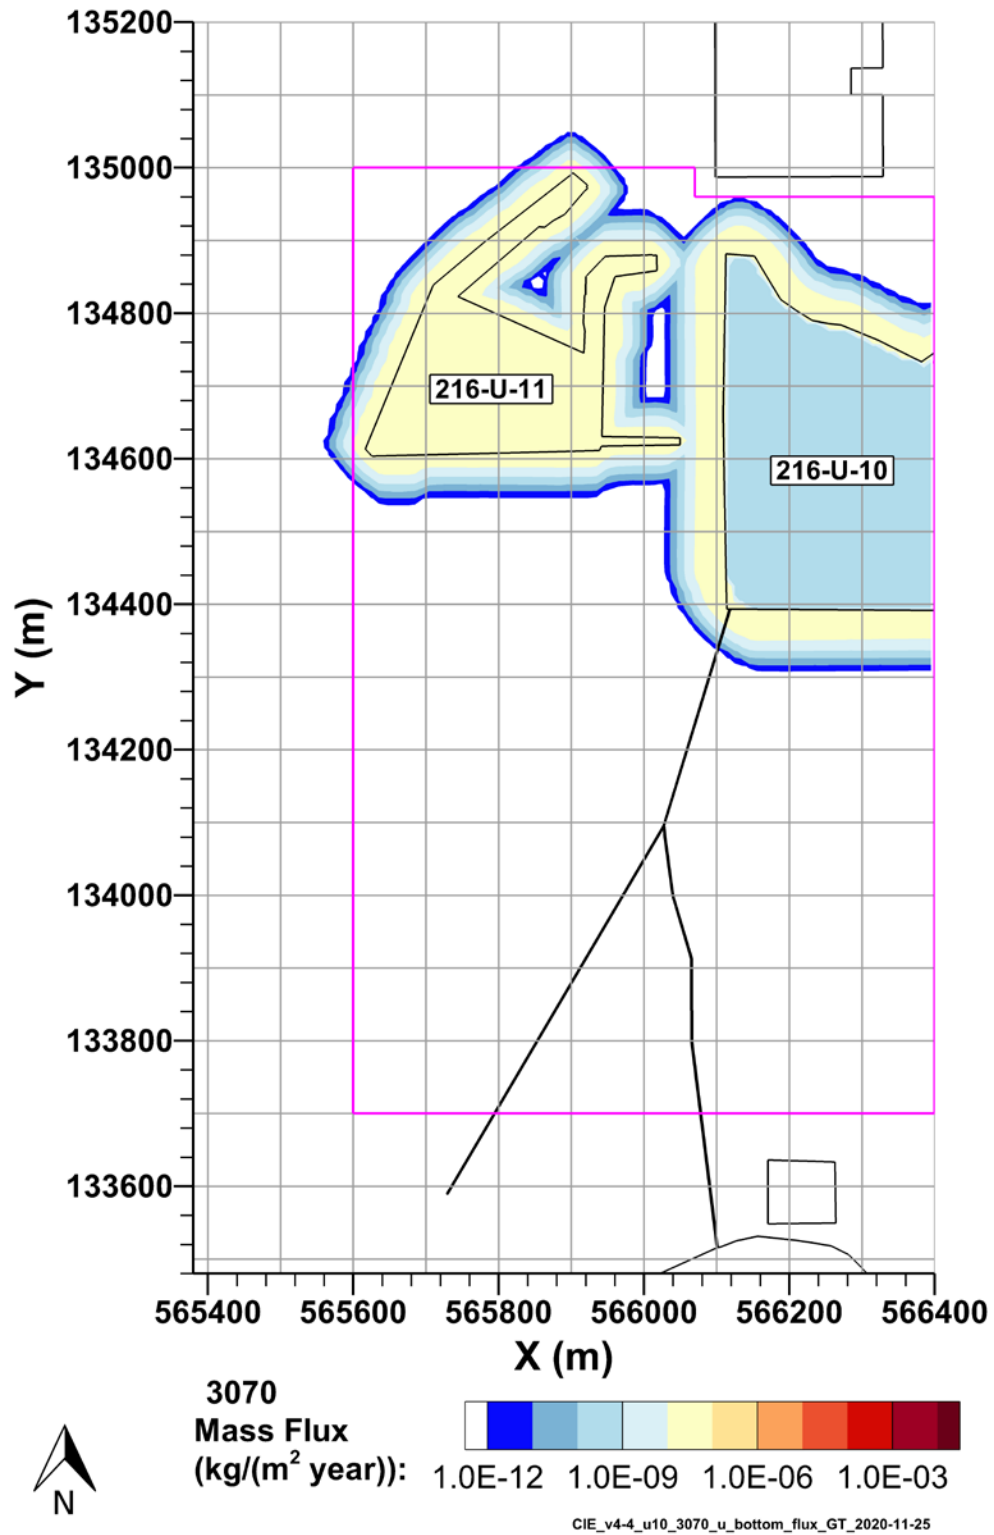 135200
135000
134800
134600
134400
134200
134000
133800
133600
Y (m)
216-U-11
216-U-10
565400 565600 565800 566000 566200 566400
X (m)
3070
Mass Flux
(kg/(m² year)):
1.0E-12 1.0E-09 1.0E-06 1.0E-03
N
CIE_v4-4_u10_3070_u_bottom_flux_GT_2020-11-25